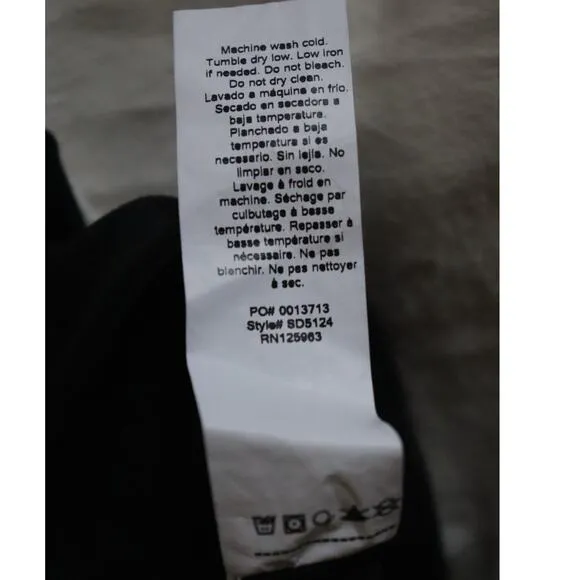 Machine wash cold.
Tumble dry low. Low iron
if needed. Do not bleach.
Do not dry clean.
Lavado a máquina en frío.
Secado en secadora a
baja temperatura.
Planchado a baja
temperatura si es
necesario. Sin lejía. No
limpiar en seco.
Lavage à froid en
machine. Séchage par
culbutage à basse
température. Repasser à
basse température si
nécessaire. Ne pas
blanchir. Ne pas nettoyer
à sec.
PO# 0013713
Style# SD5124
RN125963